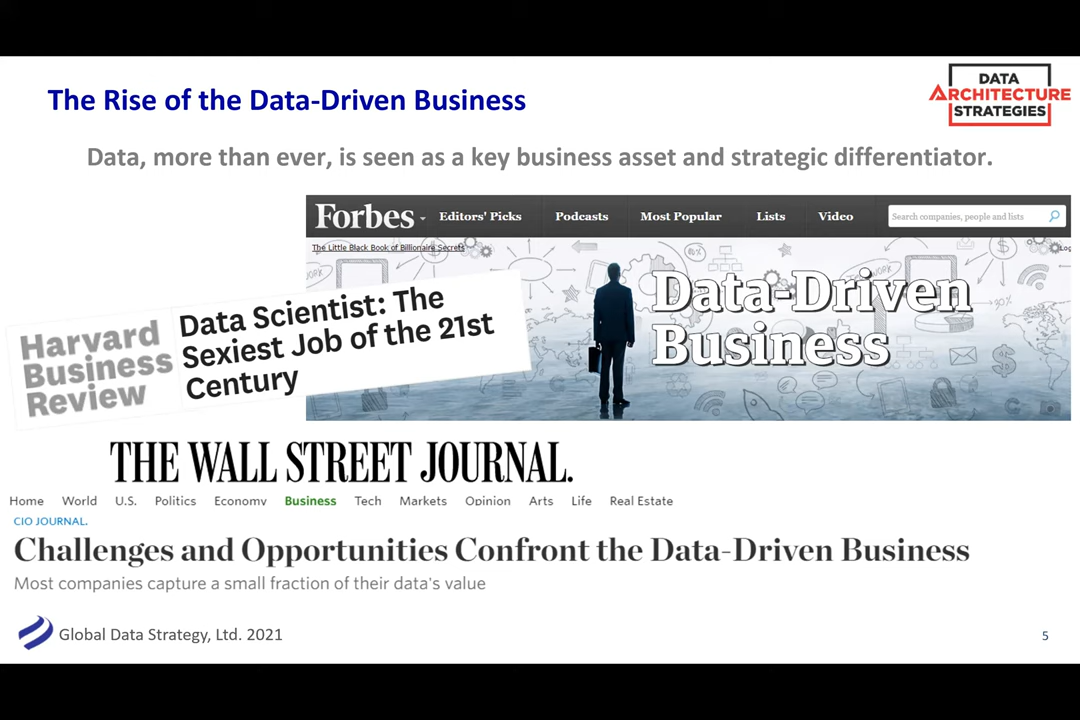 The Rise of the Data-Driven Business
DATA
ARCHITECTURE
STRATEGIES
Data, more than ever, is seen as a key business asset and strategic differentiator.
Forbes
Editors' Picks
Podcasts
Most Popular
Lists
Video
Search companies, people and lists
The Little Black Book of Billionaire Secrets
Log
Data-Driven
Business
Harvard
Business
Review
Data Scientist: The
Sexiest Job of the 21st
Century
THE WALL STREET JOURNAL.
Home World U.S. Politics Economy Business Tech Markets Opinion Arts Life Real Estate
CIO JOURNAL.
Challenges and Opportunities Confront the Data-Driven Business
Most companies capture a small fraction of their data's value
Global Data Strategy, Ltd. 2021
5